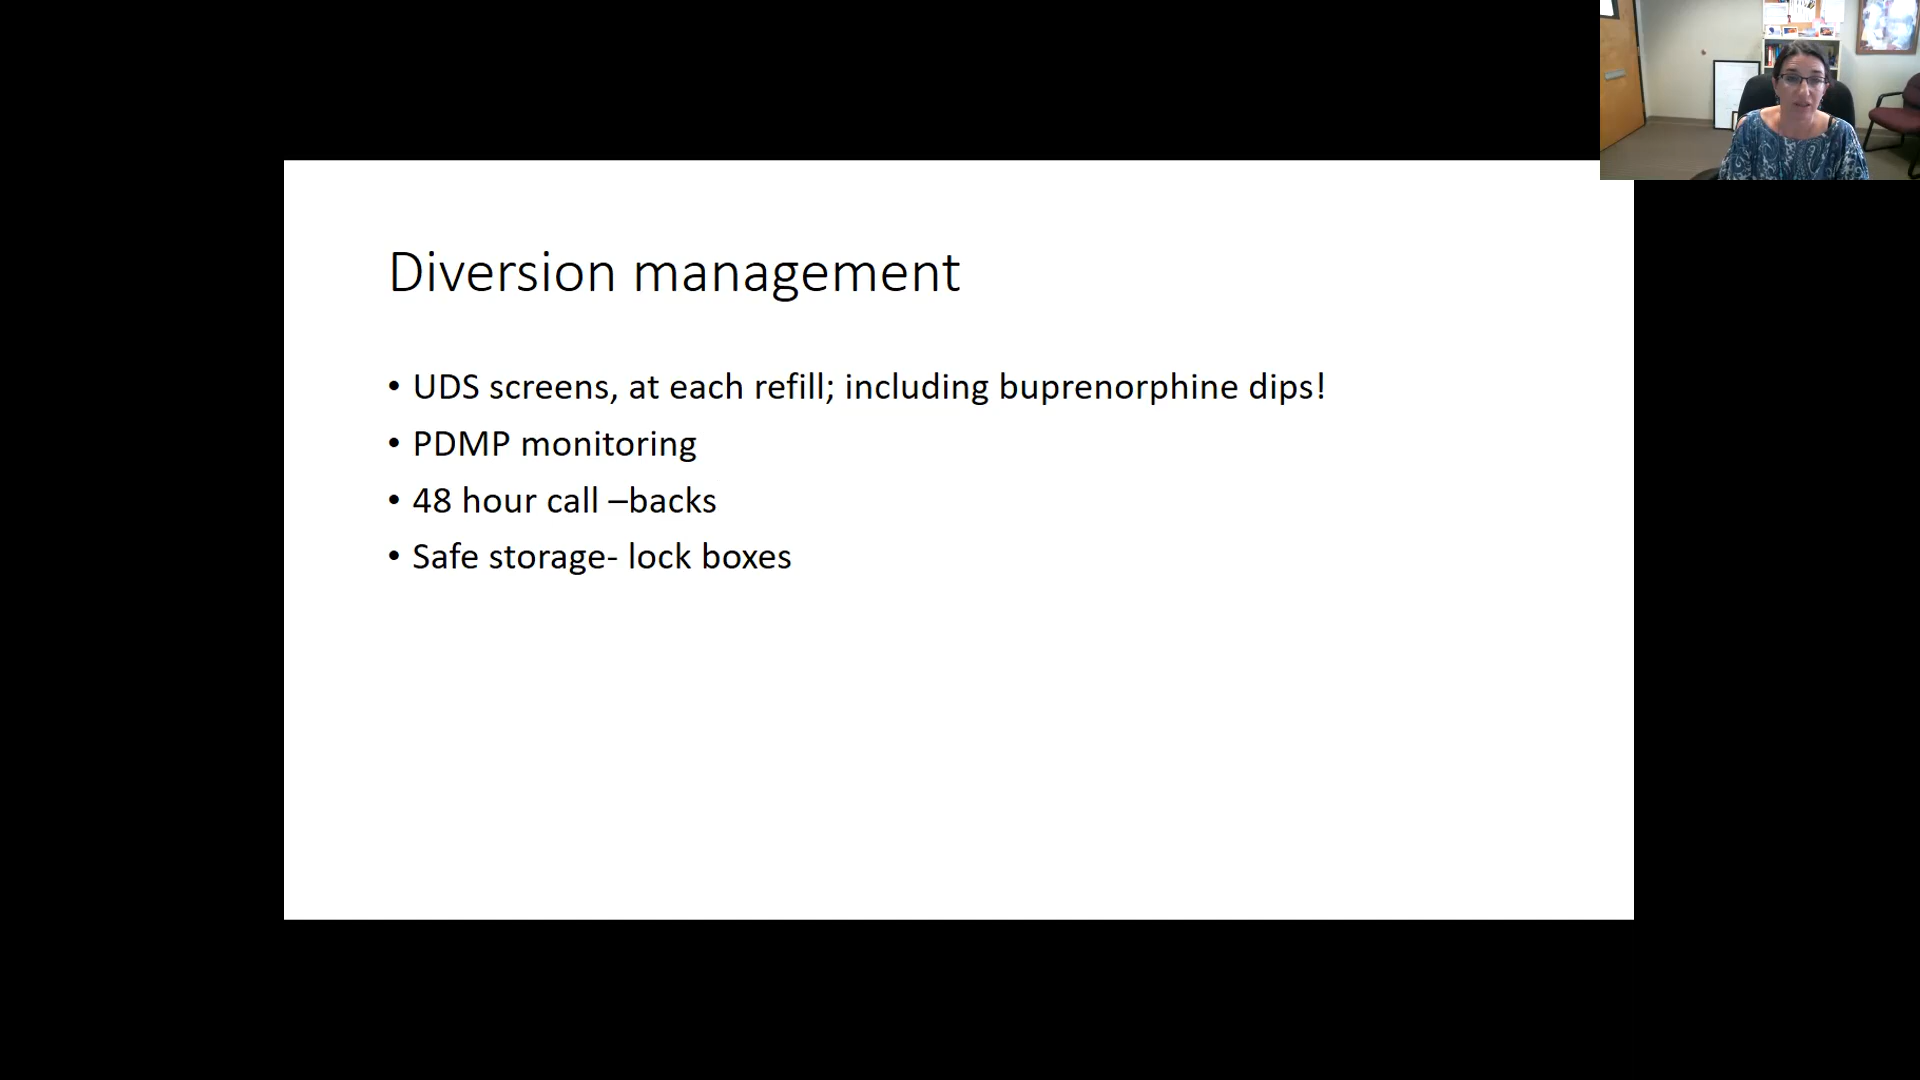 Diversion management
• UDS screens, at each refill; including buprenorphine dips!
• PDMP monitoring
• 48 hour call –backs
• Safe storage- lock boxes